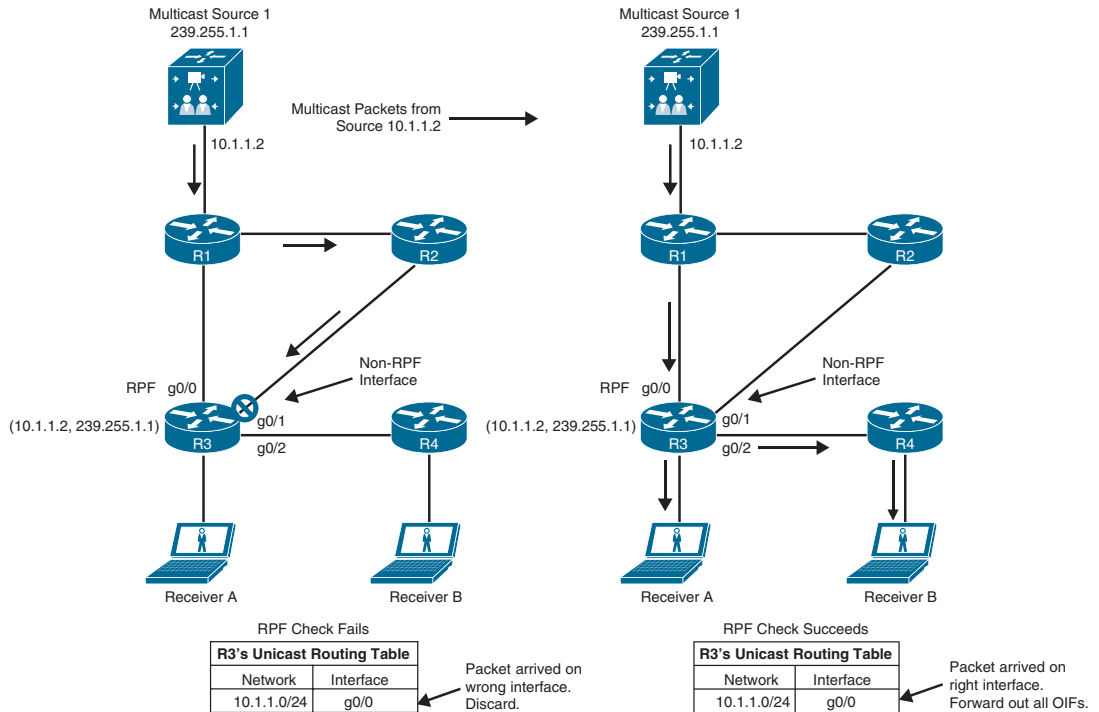 Multicast Source 1
239.255.1.1
10.1.1.2
R1
R2
Non-RPF
Interface
RPF g0/0
(10.1.1.2, 239.255.1.1)
g0/1
R3
g0/2
R4
Receiver A
Receiver B
RPF Check Fails
R3's Unicast Routing Table
Network Interface
10.1.1.0/24 g0/0
Packet arrived on
wrong interface.
Discard.
Multicast Packets from
Source 10.1.1.2
Multicast Source 1
239.255.1.1
10.1.1.2
R1
R2
Non-RPF
Interface
RPF g0/0
(10.1.1.2, 239.255.1.1)
g0/1
R3
g0/2
R4
Receiver A
Receiver B
RPF Check Succeeds
R3's Unicast Routing Table
Network Interface
10.1.1.0/24 g0/0
Packet arrived on
right interface.
Forward out all OIFs.